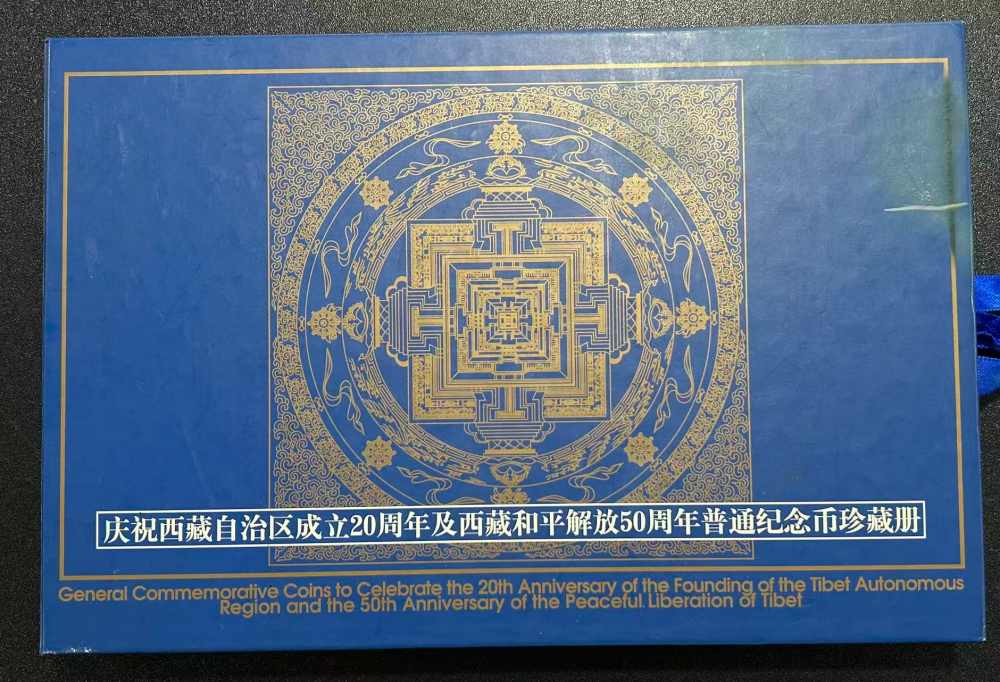 庆祝西藏自治区成立20周年及西藏和平解放50周年普通纪念币珍藏册
General Commemorative Coins to Celebrate the 20th Anniversary of the Founding of the Tibet Autonomous
Region and the 50th Anniversary of the Peaceful Liberation of Tibet